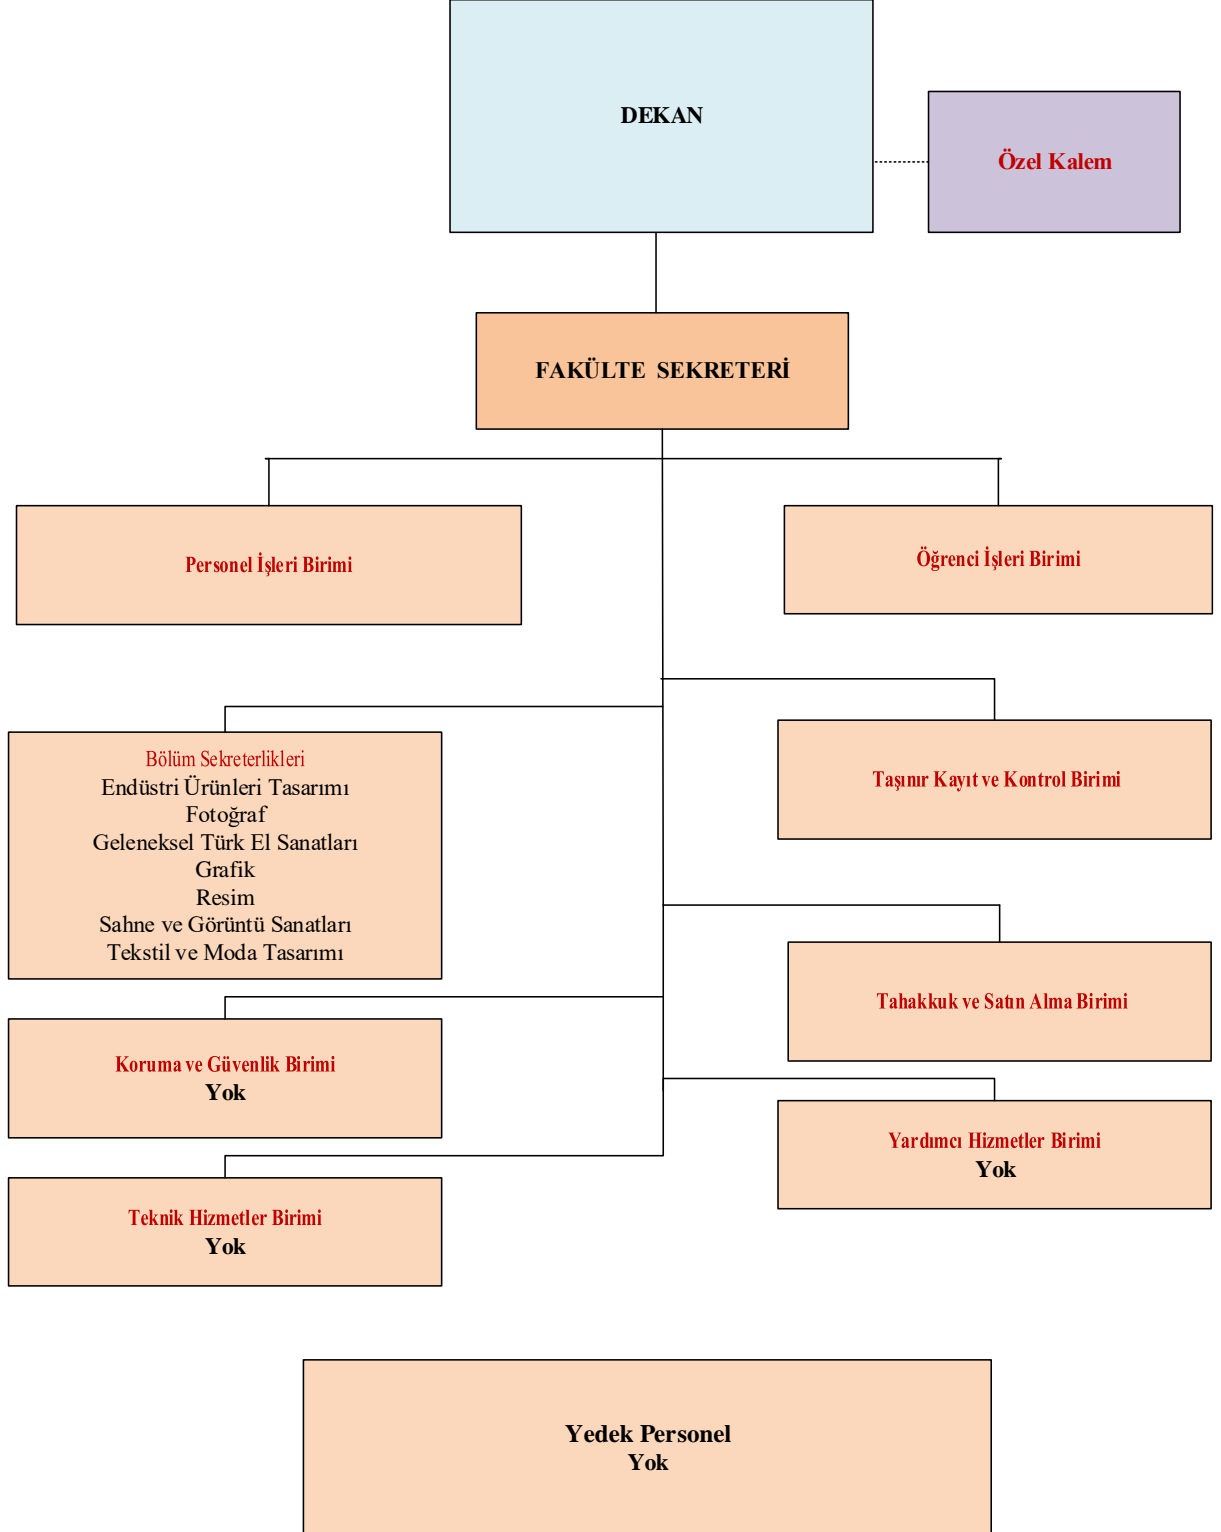 DEKAN
Özel Kalem
FAKÜLTE SEKRETERİ
Personel İşleri Birimi
Öğrenci İşleri Birimi
Bölüm Sekreterlikleri
Endüstri Ürünleri Tasarımı
Fotoğraf
Geleneksel Türk El Sanatları
Grafik
Resim
Sahne ve Görüntü Sanatları
Tekstil ve Moda Tasarımı
Taşınır Kayıt ve Kontrol Birimi
Tahakkuk ve Satın Alma Birimi
Koruma ve Güvenlik Birimi
Yok
Yardımcı Hizmetler Birimi
Yok
Teknik Hizmetler Birimi
Yok
Yedek Personel
Yok